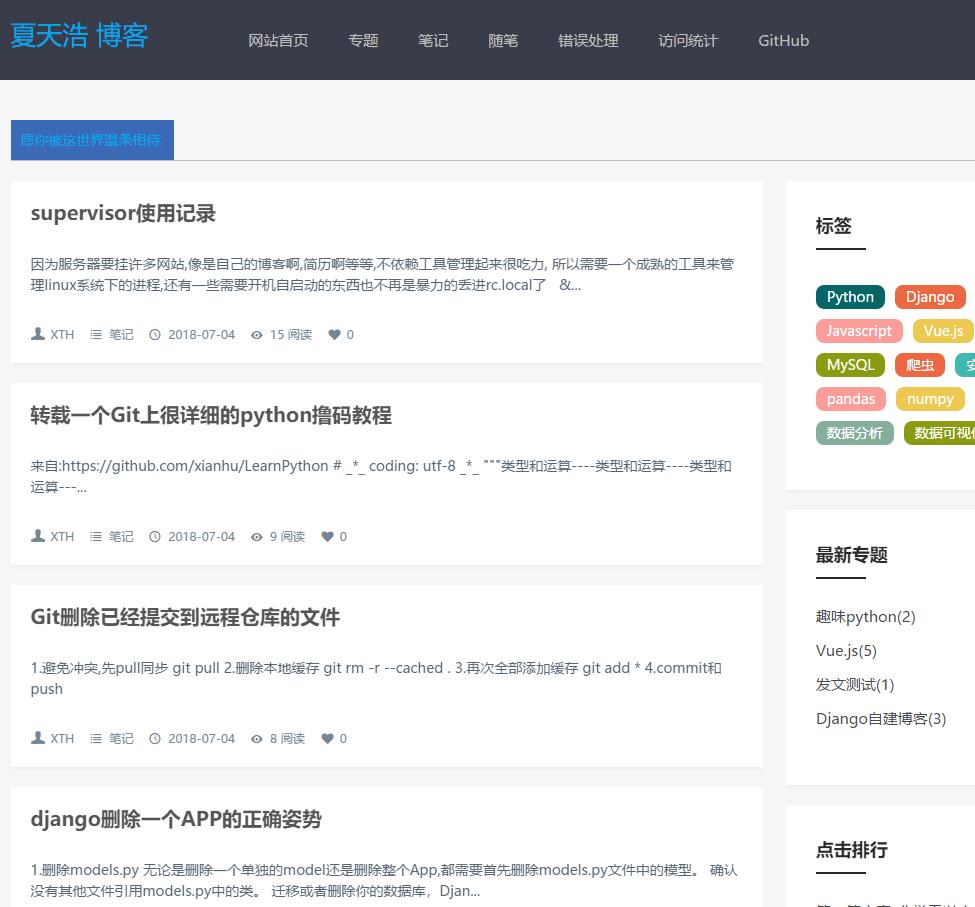 夏天浩 博客
网站首页 专题 笔记 随笔 错误处理 访问统计 GitHub
愿你被这世界温柔相待.
supervisor使用记录
因为服务器要挂许多网站,像是自己的博客啊,简历啊等等,不依赖工具管理起来很吃力, 所以需要一个成熟的工具来管
理linux系统下的进程,还有一些需要开机自启动的东西也不再是暴力的丢进rc.local了 &...
XTH 笔记 2018-07-04 15 阅读 0
转载一个Git上很详细的python撸码教程
来自:https://github.com/xianhu/LearnPython # _*_ coding: utf-8 _*_ """类型和运算----类型和运算----类型和
运算---...
XTH 笔记 2018-07-04 9 阅读 0
Git删除已经提交到远程仓库的文件
1.避免冲突,先pull同步 git pull 2.删除本地缓存 git rm -r --cached . 3.再次全部添加缓存 git add * 4.commit和
push
XTH 笔记 2018-07-04 8 阅读 0
django删除一个APP的正确姿势
1.删除models.py 无论是删除一个单独的model还是删除整个App,都需要首先删除models.py文件中的模型。 确认
没有其他文件引用models.py中的类。 迁移或者删除你的数据库，Djan...
标签
Python Django
Javascript Vue.js
MySQL 爬虫
pandas numpy
数据分析 数据可视
最新专题
趣味python(2)
Vue.js(5)
发文测试(1)
Django自建博客(3)
点击排行